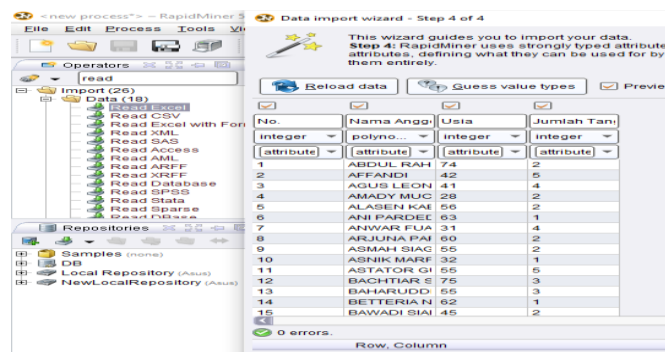 <new process*> – RapidMiner 5
File Edit Process Tools Vi
Operators
read
Import (26)
Data (18)
Read Excel
Read CSV
Read Excel with For
Read XML
Read SAS
Read Access
Read AML
Read ARFF
Read XRFF
Read Database
Read SPSS
Read Stata
Read Sparse
Read DBase
Repositories
Samples (none)
DB
Local Repository (Asus)
NewLocalRepository (Asus)
Data import wizard - Step 4 of 4
This wizard guides you to import your data.
Step 4: RapidMiner uses strongly typed attribute
attributes, defining what they can be used for by
them entirely.
Reload data Guess value types Previe
No. Nama Angg Usia Jumlah Tan
integer polyno... integer integer
attribute attribute attribute attribute
1 ABDUL RAH 74 2
2 AFFANDI 42 5
3 AGUS LEON 41 4
4 AMADY MUC 28 2
5 ALASEN KAE 56 2
6 ANI PARDED 63 1
7 ANWAR FUA 31 4
8 ARJUNA PA 60 2
9 ASMAH SIAG 55 2
10 ASNIK MARF 32 1
11 ASTATOR GI 55 5
12 BACHTIAR S 75 3
13 BAHARUDD 55 3
14 BETTERIA N 62 1
15 BAWADI SIAI 45 2
0 errors.
Row, Column